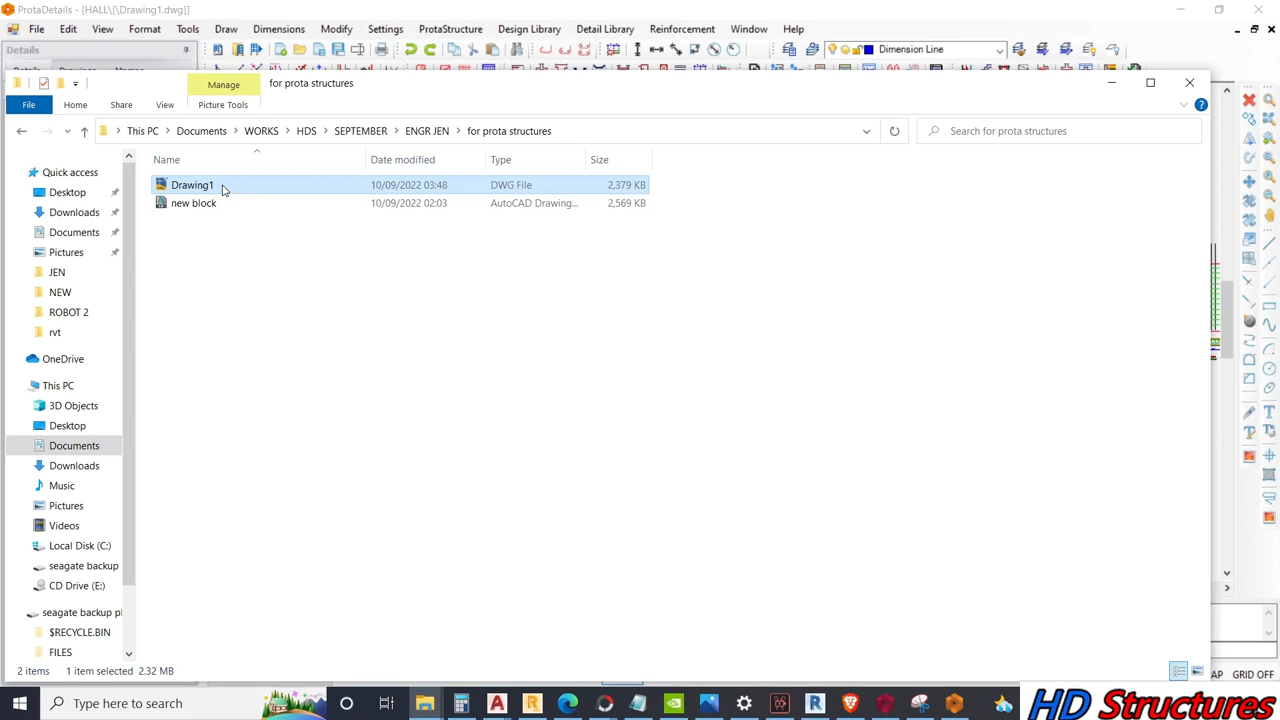 ProtaDetails - [HALL\[\Drawing1.dwg]]
File Edit View Insert Tools Draw Dimensions Modify Format Settings ProtaStructure Design Library Detail Library Reinforcement Window Help
Details
Dimension Line
Manage
for prota structures
File Home Share View Picture Tools
This PC Documents WORKS HDS SEPTEMBER ENGR JEN for prota structures
Search for prota structures
Name Date modified Type Size
Drawing1 10/09/2022 03:48 DWG File 2,379 KB
new block 10/09/2022 02:03 AutoCAD Drawing... 2,569 KB
Quick access
Desktop
Downloads
Documents
Pictures
JEN
NEW
ROBOT 2
rvt
OneDrive
This PC
3D Objects
Desktop
Documents
Downloads
Music
Pictures
Videos
Local Disk (C:)
seagate backup
CD Drive (E:)
seagate backup pl
$RECYCLE.BIN
FILES
2 items 1 item selected 2.32 MB
AP GRID OFF
Type here to search
HD Structures